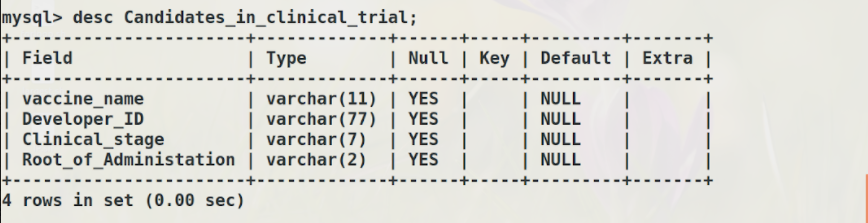 mysql> desc Candidates_in_clinical_trial;
+-----------------------+-------------+------+-----+---------+-------+
| Field                 | Type        | Null | Key | Default | Extra |
+-----------------------+-------------+------+-----+---------+-------+
| vaccine_name          | varchar(11) | YES  |     | NULL    |       |
| Developer_ID          | varchar(77) | YES  |     | NULL    |       |
| Clinical_stage        | varchar(7)  | YES  |     | NULL    |       |
| Root_of_Administation | varchar(2)  | YES  |     | NULL    |       |
+-----------------------+-------------+------+-----+---------+-------+
4 rows in set (0.00 sec)